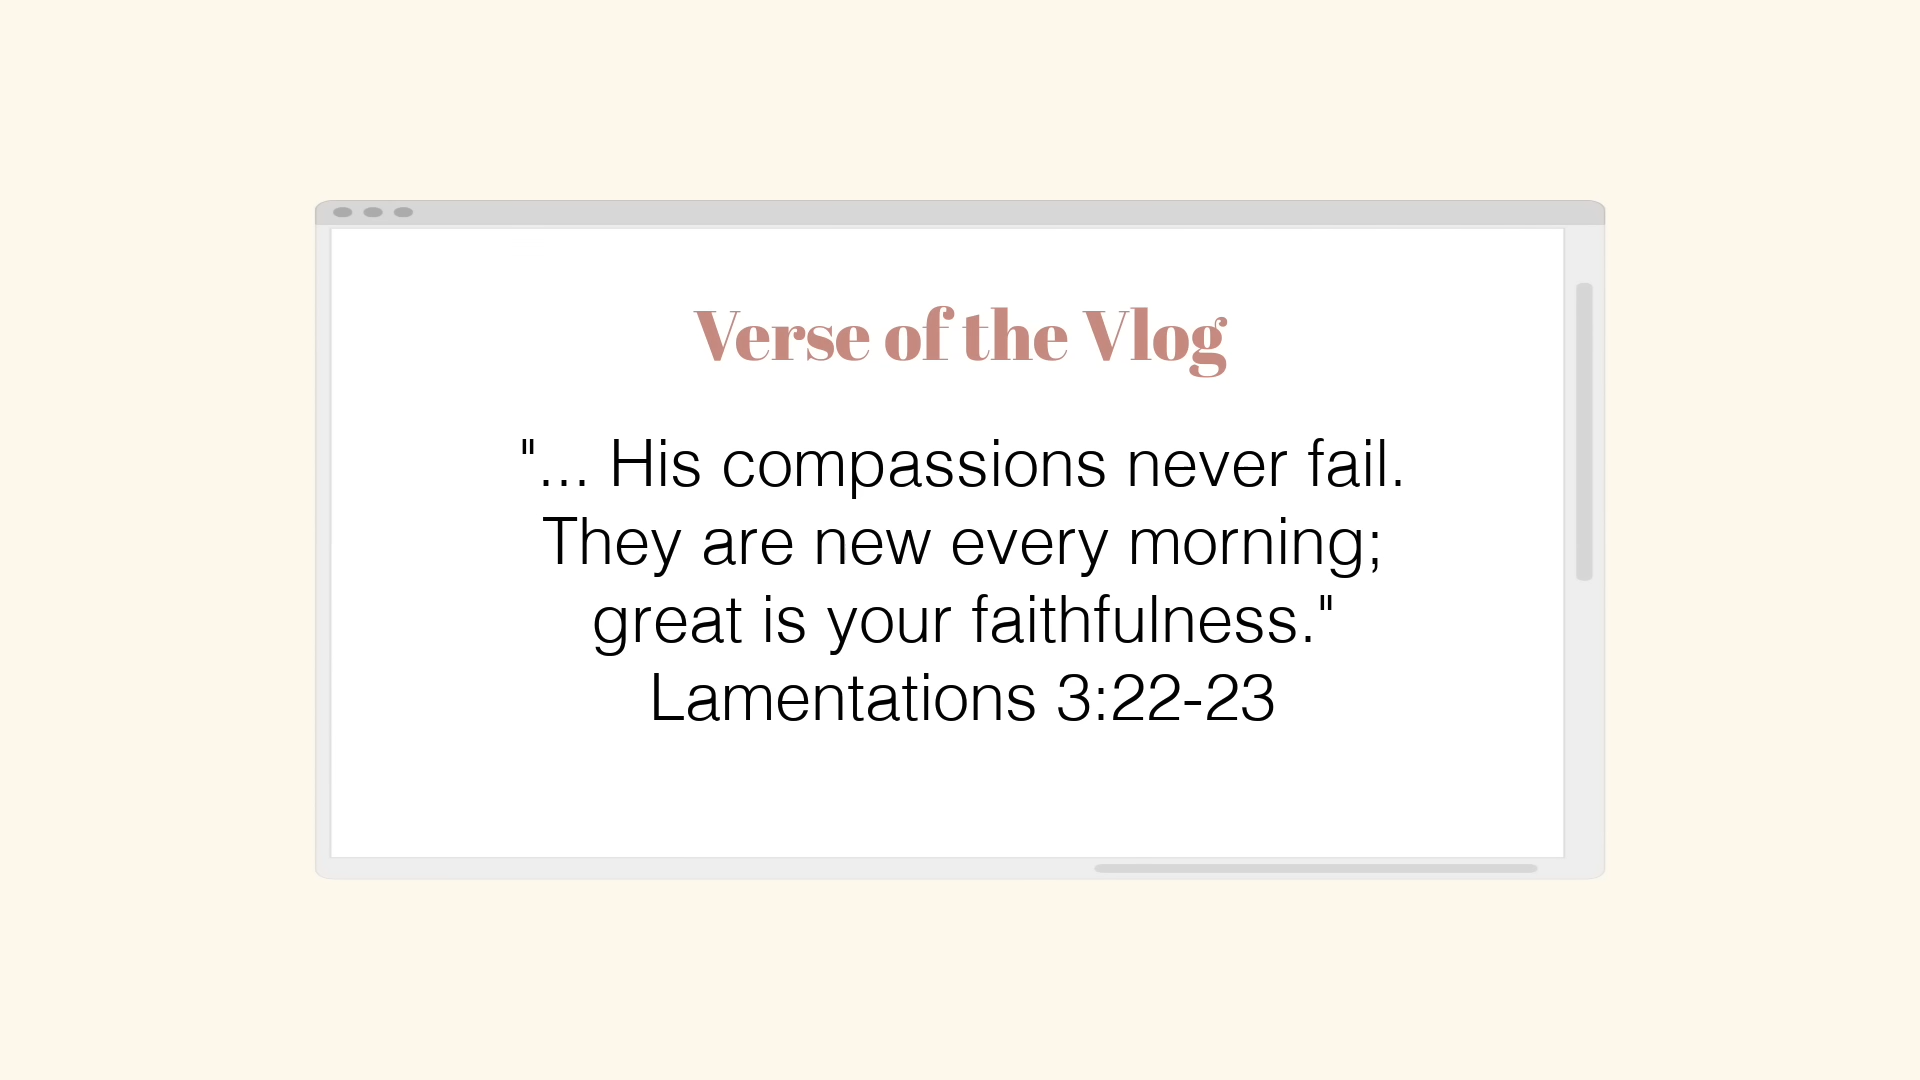 Verse of the Vlog
"... His compassions never fail.
They are new every morning;
great is your faithfulness."
Lamentations 3:22-23